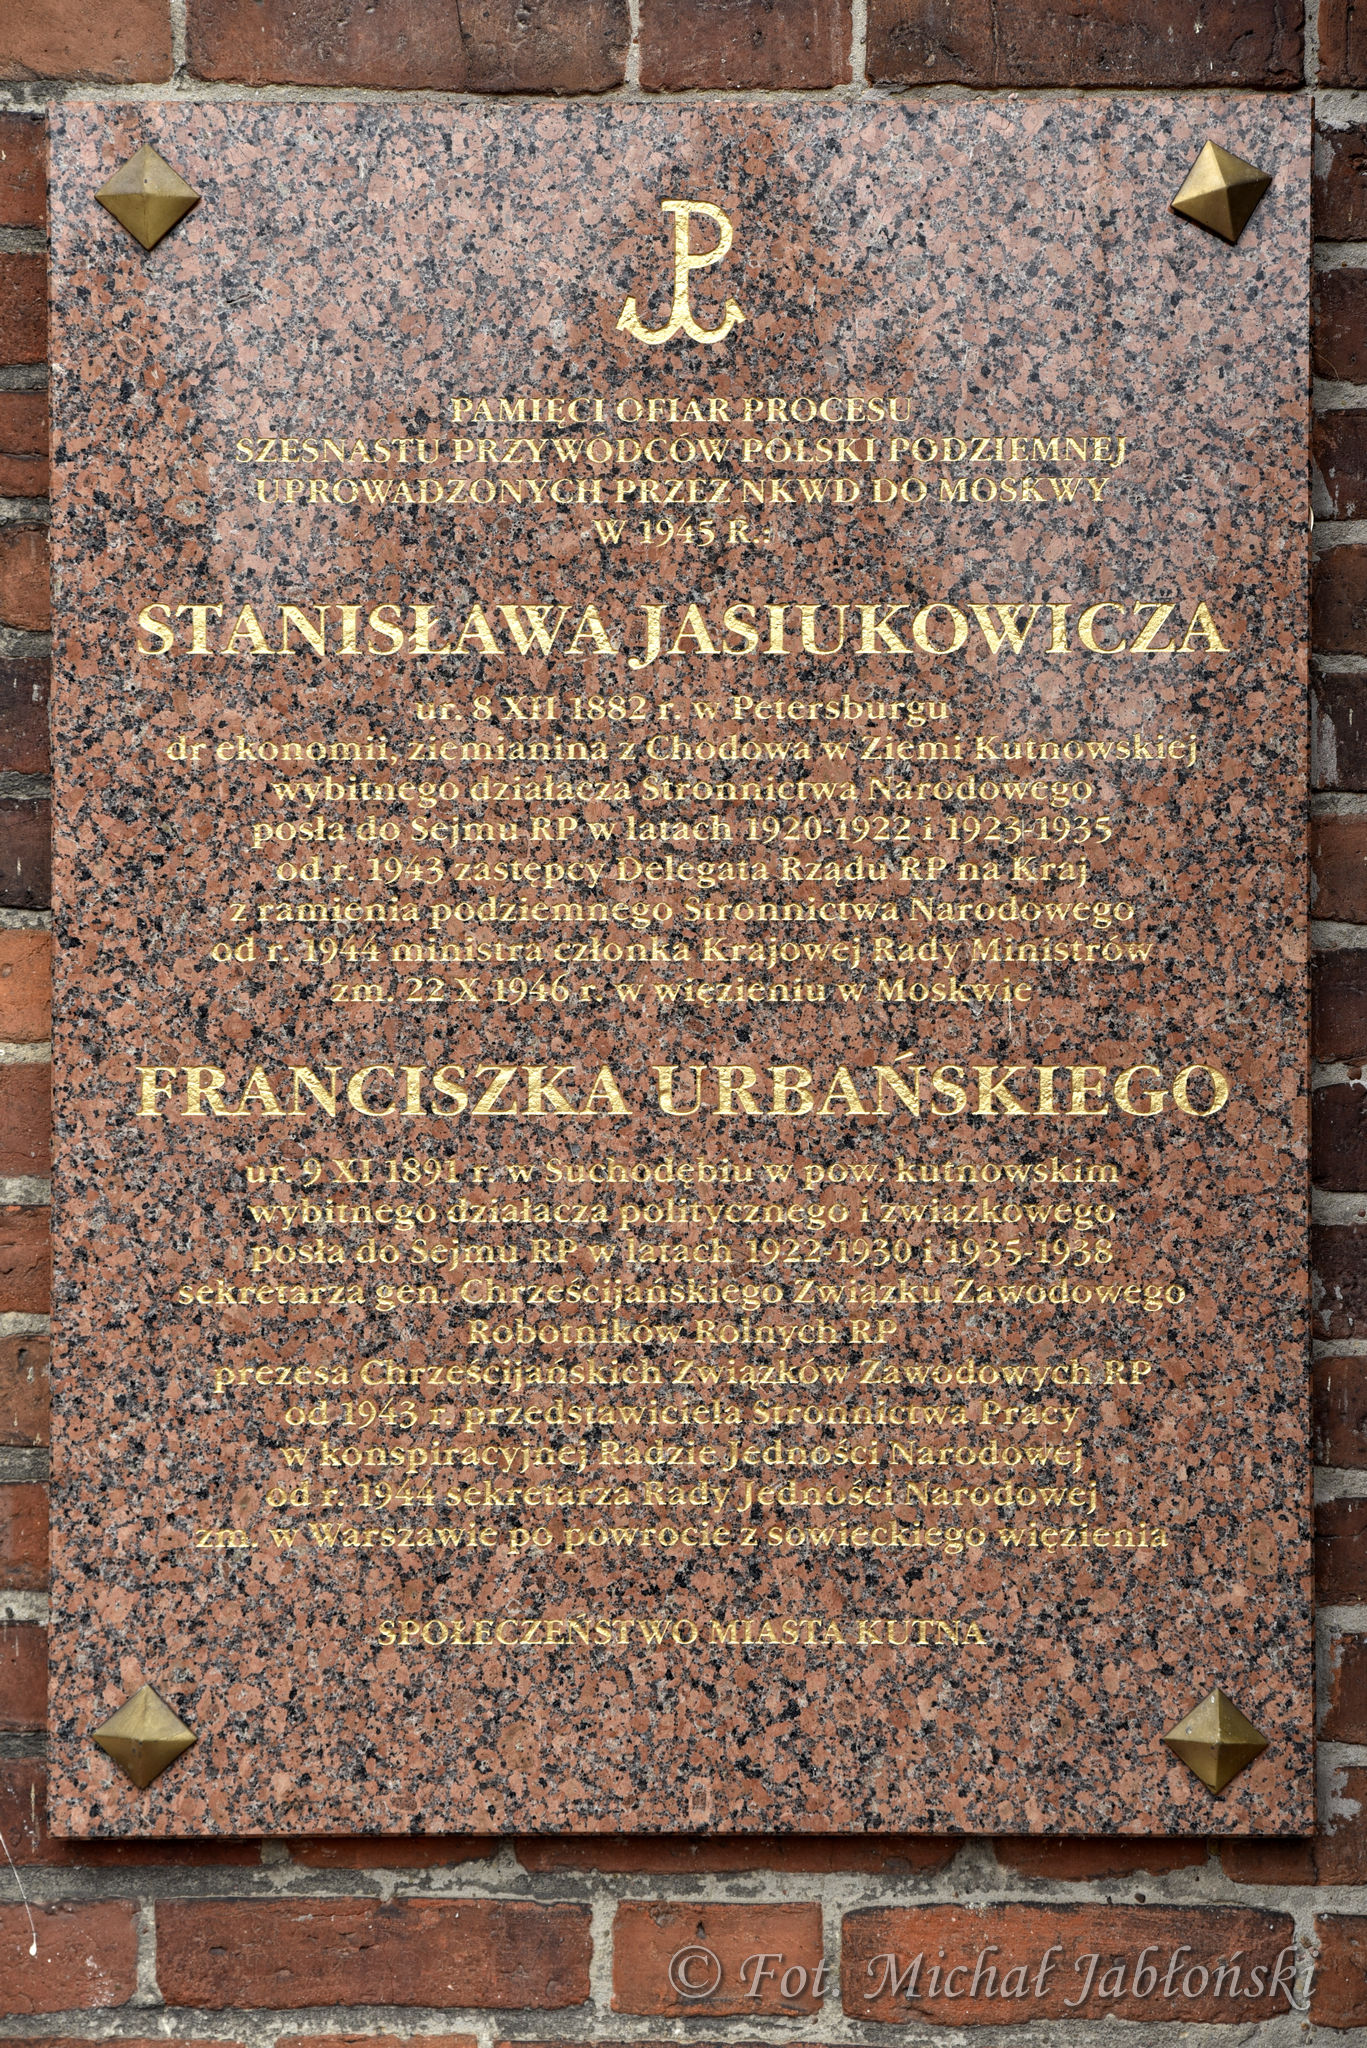 PAMIĘCI OFIAR PROCESU
SZESNASTU PRZYWÓDCÓW POLSKI PODZIEMNEJ
UPROWADZONYCH PRZEZ NKWD DO MOSKWY
W 1945 R.:
STANISŁAWA JASIUKOWICZA
ur. 8 XII 1882 r. w Petersburgu
dr ekonomii, ziemianina z Chodowa w Ziemi Kutnowskiej
wybitnego działacza Stronnictwa Narodowego
posła do Sejmu RP w latach 1920-1922 i 1923-1935
od r. 1943 zastępcy Delegata Rządu RP na Kraj
z ramienia podziemnego Stronnictwa Narodowego
od r. 1944 ministra członka Krajowej Rady Ministrów
zm. 22 X 1946 r. w więzieniu w Moskwie
FRANCISZKA URBAŃSKIEGO
ur. 9 XI 1891 r. w Suchodębiu w pow. kutnowskim
wybitnego działacza politycznego i związkowego
posła do Sejmu RP w latach 1922-1930 i 1935-1938
sekretarza gen. Chrześcijańskiego Związku Zawodowego
Robotników Rolnych RP
prezesa Chrześcijańskich Związków Zawodowych RP
od 1943 r. przedstawiciela Stronnictwa Pracy
w konspiracyjnej Radzie Jedności Narodowej
od r. 1944 sekretarza Rady Jedności Narodowej
zm. w Warszawie po powrocie z sowieckiego więzienia
SPOŁECZEŃSTWO MIASTA KUTNA
© Fot. Michał Jabłoński